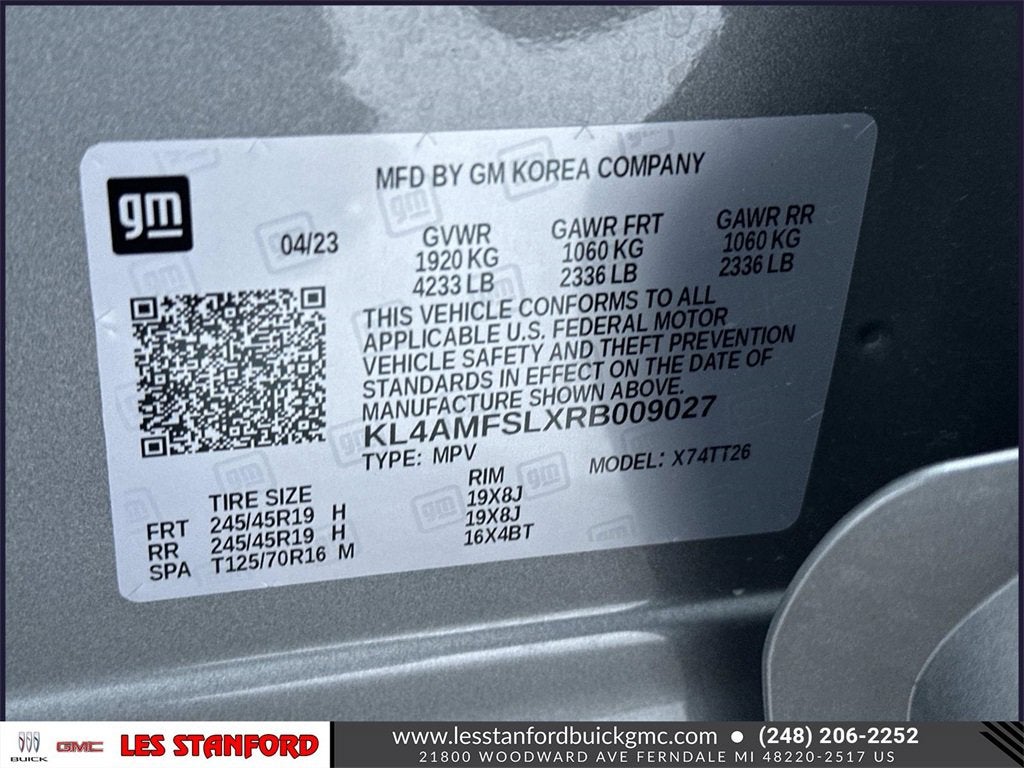 gm
MFD BY GM KOREA COMPANY
04/23
GVWR
1920 KG
4233 LB
GAWR FRT
1060 KG
2336 LB
GAWR RR
1060 KG
2336 LB
THIS VEHICLE CONFORMS TO ALL
APPLICABLE U.S. FEDERAL MOTOR
VEHICLE SAFETY AND THEFT PREVENTION
STANDARDS IN EFFECT ON THE DATE OF
MANUFACTURE SHOWN ABOVE.
KL4AMFSLXRB009027
TYPE: MPV
MODEL: X74TT26
TIRE SIZE RIM
FRT 245/45R19 H 19X8J
RR 245/45R19 H 19X8J
SPA T125/70R16 M 16X4BT
BUICK
GMC
LES STANFORD
www.lesstanfordbuickgmc.com • (248) 206-2252
21800 WOODWARD AVE FERNDALE MI 48220-2517 US